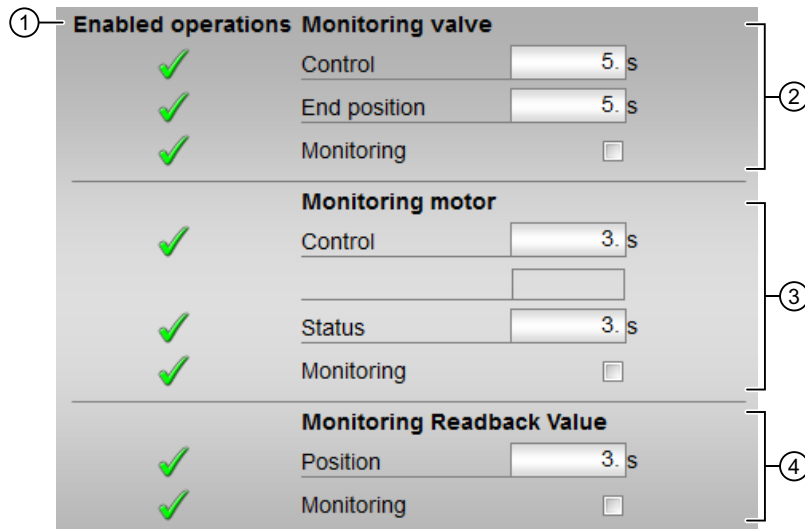 ① Enabled operations Monitoring valve
Control 5. s
End position 5. s ②
Monitoring
Monitoring motor
Control 3. s
③
Status 3. s
Monitoring
Monitoring Readback Value
Position 3. s ④
Monitoring